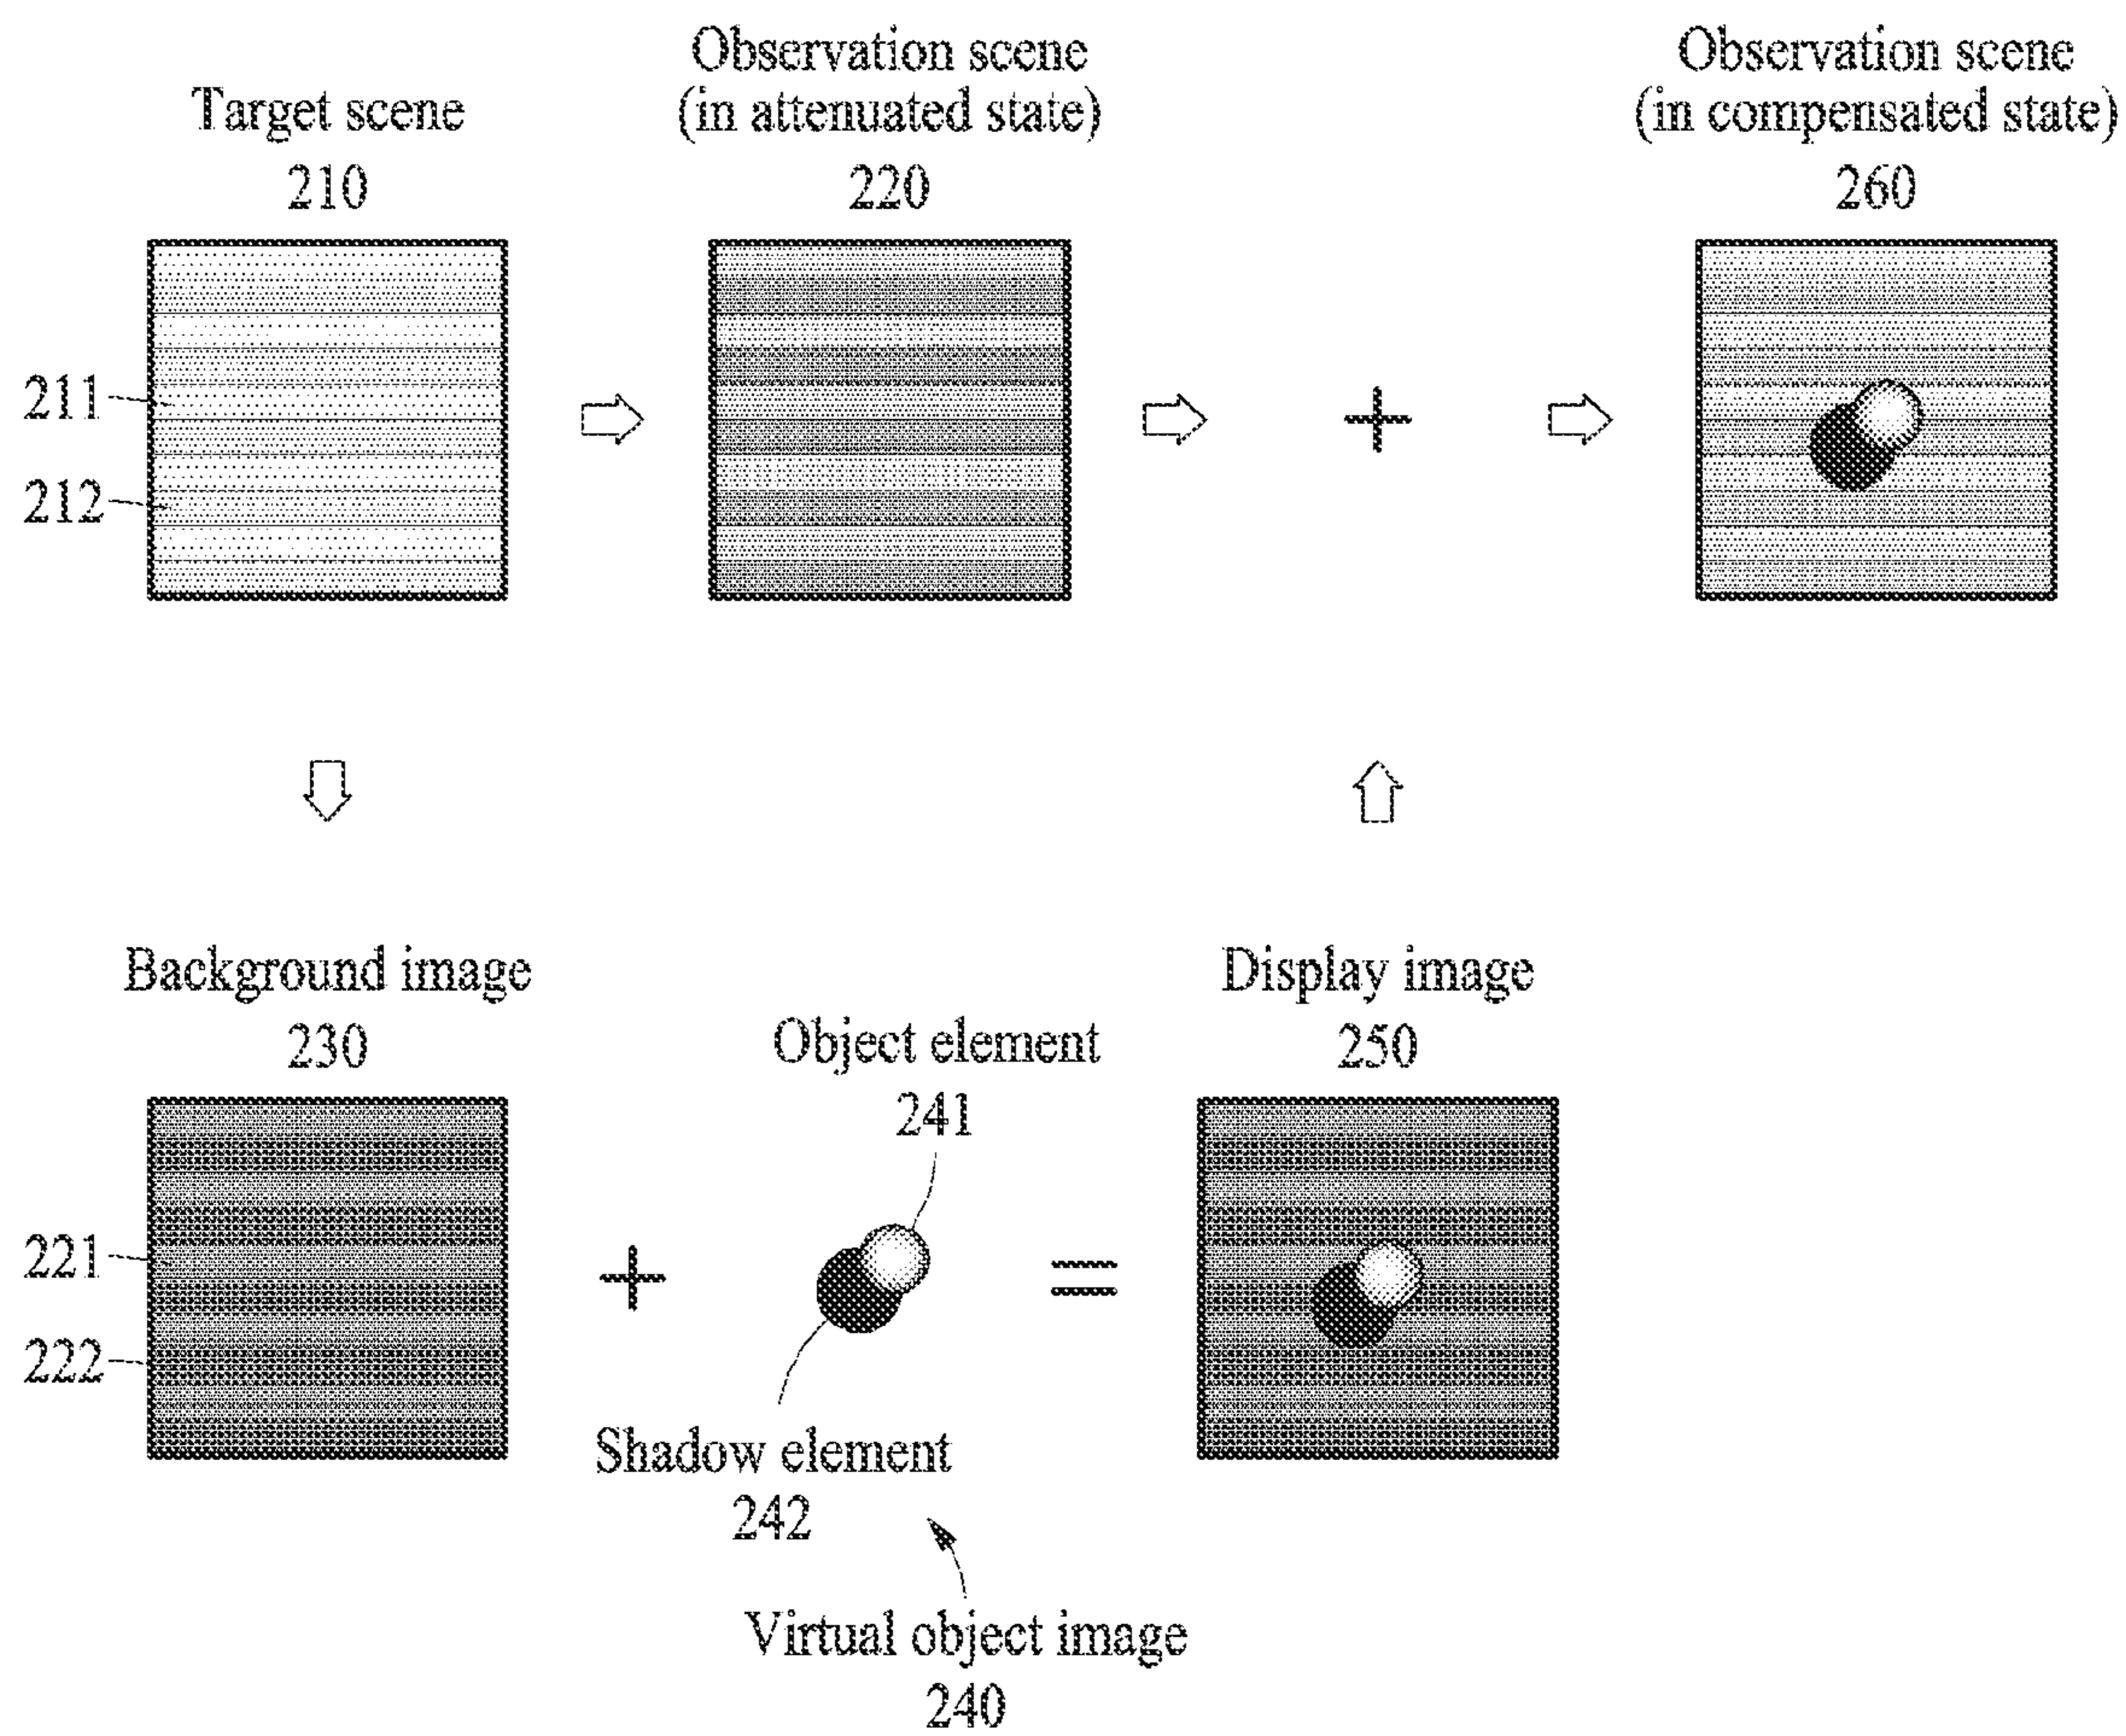 Target scene
210
Observation scene
(in attenuated state)
220
Observation scene
(in compensated state)
260
211
212
+
Background image
230
Object element
241
Display image
250
221
222
+
=
Shadow element
242
Virtual object image
240